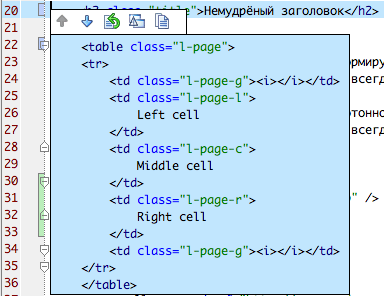 20 <h2 class="title">Немудрёный заголовок</h2>
21
22 <table class="l-page">
23 <tr>
24 <td class="l-page-g"><i></i></td>
всегд
25 <td class="l-page-l">
26 Left cell
27 </td>
всегд
28 <td class="l-page-c">
29 Middle cell
30 </td>
31 <td class="l-page-r"> " />
32 Right cell
33 </td>
34 <td class="l-page-g"><i></i></td>
35 </tr>
36 </table>